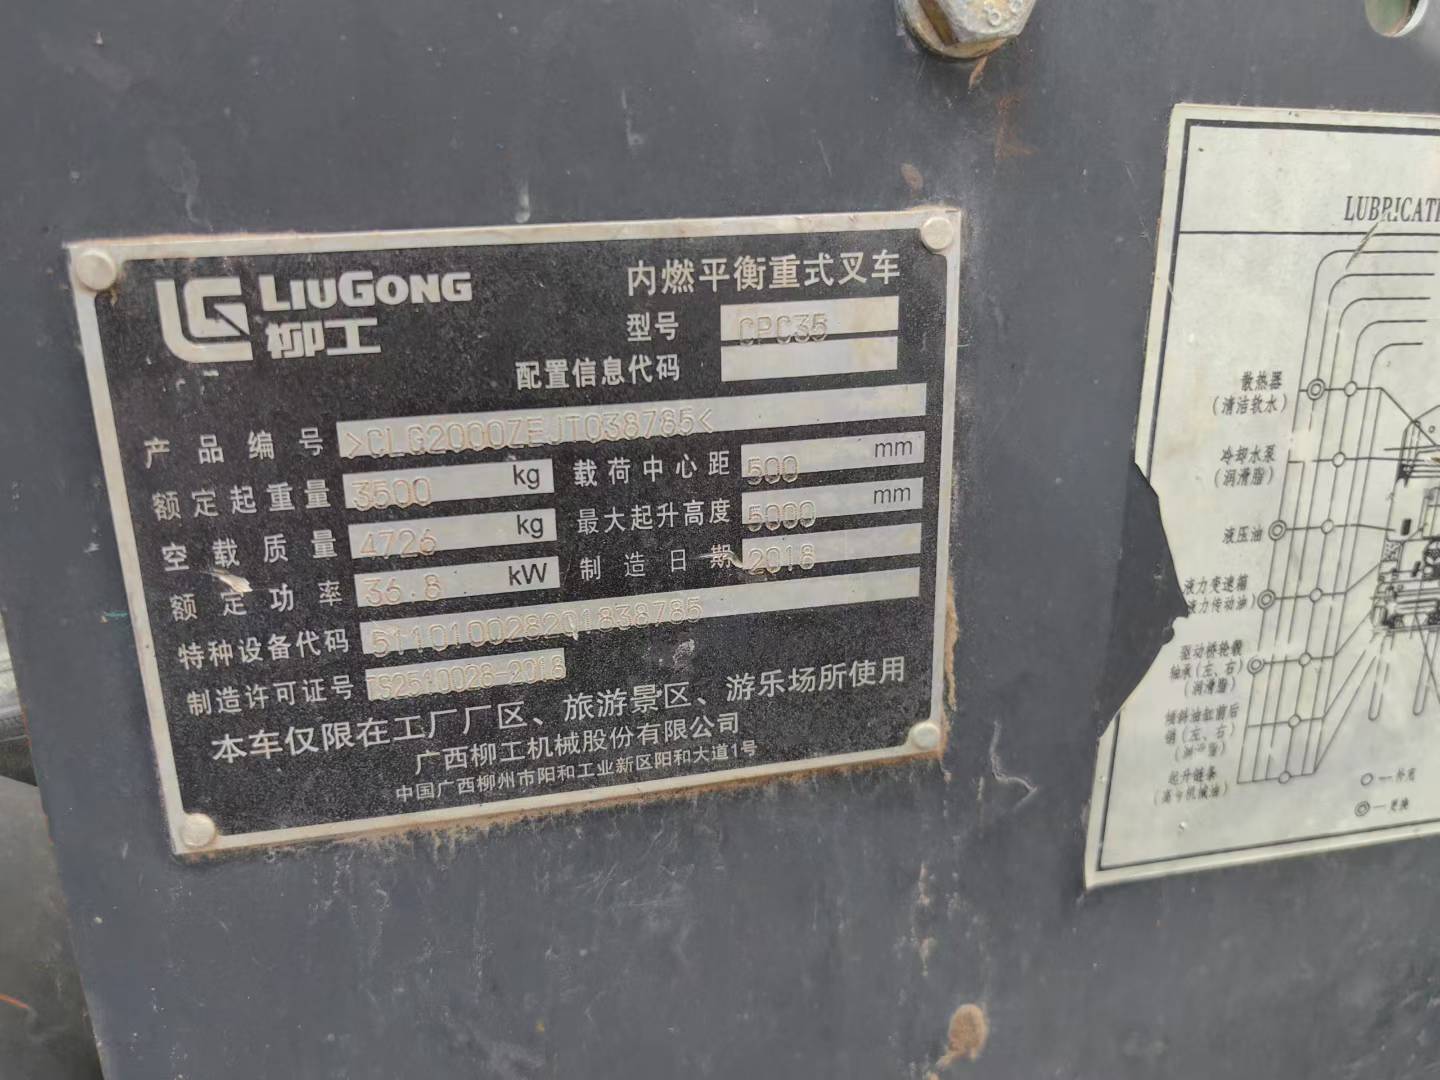 LIUGONG
柳工
内燃平衡重式叉车
型号 CPC35
配置信息代码
产品编号 >CLG2000ZEJT038785<
额定起重量 3500 kg 载荷中心距 500 mm
空载质量 4726 kg 最大起升高度 5000 mm
额定功率 36.8 kW 制造日期 2018
特种设备代码 511010028201838785
制造许可证号 TS2510028-2018
本车仅限在工厂厂区、旅游景区、游乐场所使用
广西柳工机械股份有限公司
中国广西柳州市阳和工业新区阳和大道1号
LUBRICATI
散热器
(清洁软水)
冷却水泵
(润滑脂)
液压油
液力变速箱
液力传动油)
驱动桥轮毂
轴承(左、右)
(润滑脂)
倾斜油缸前后
销(左、右)
起升链条
○—补充
◎—更换